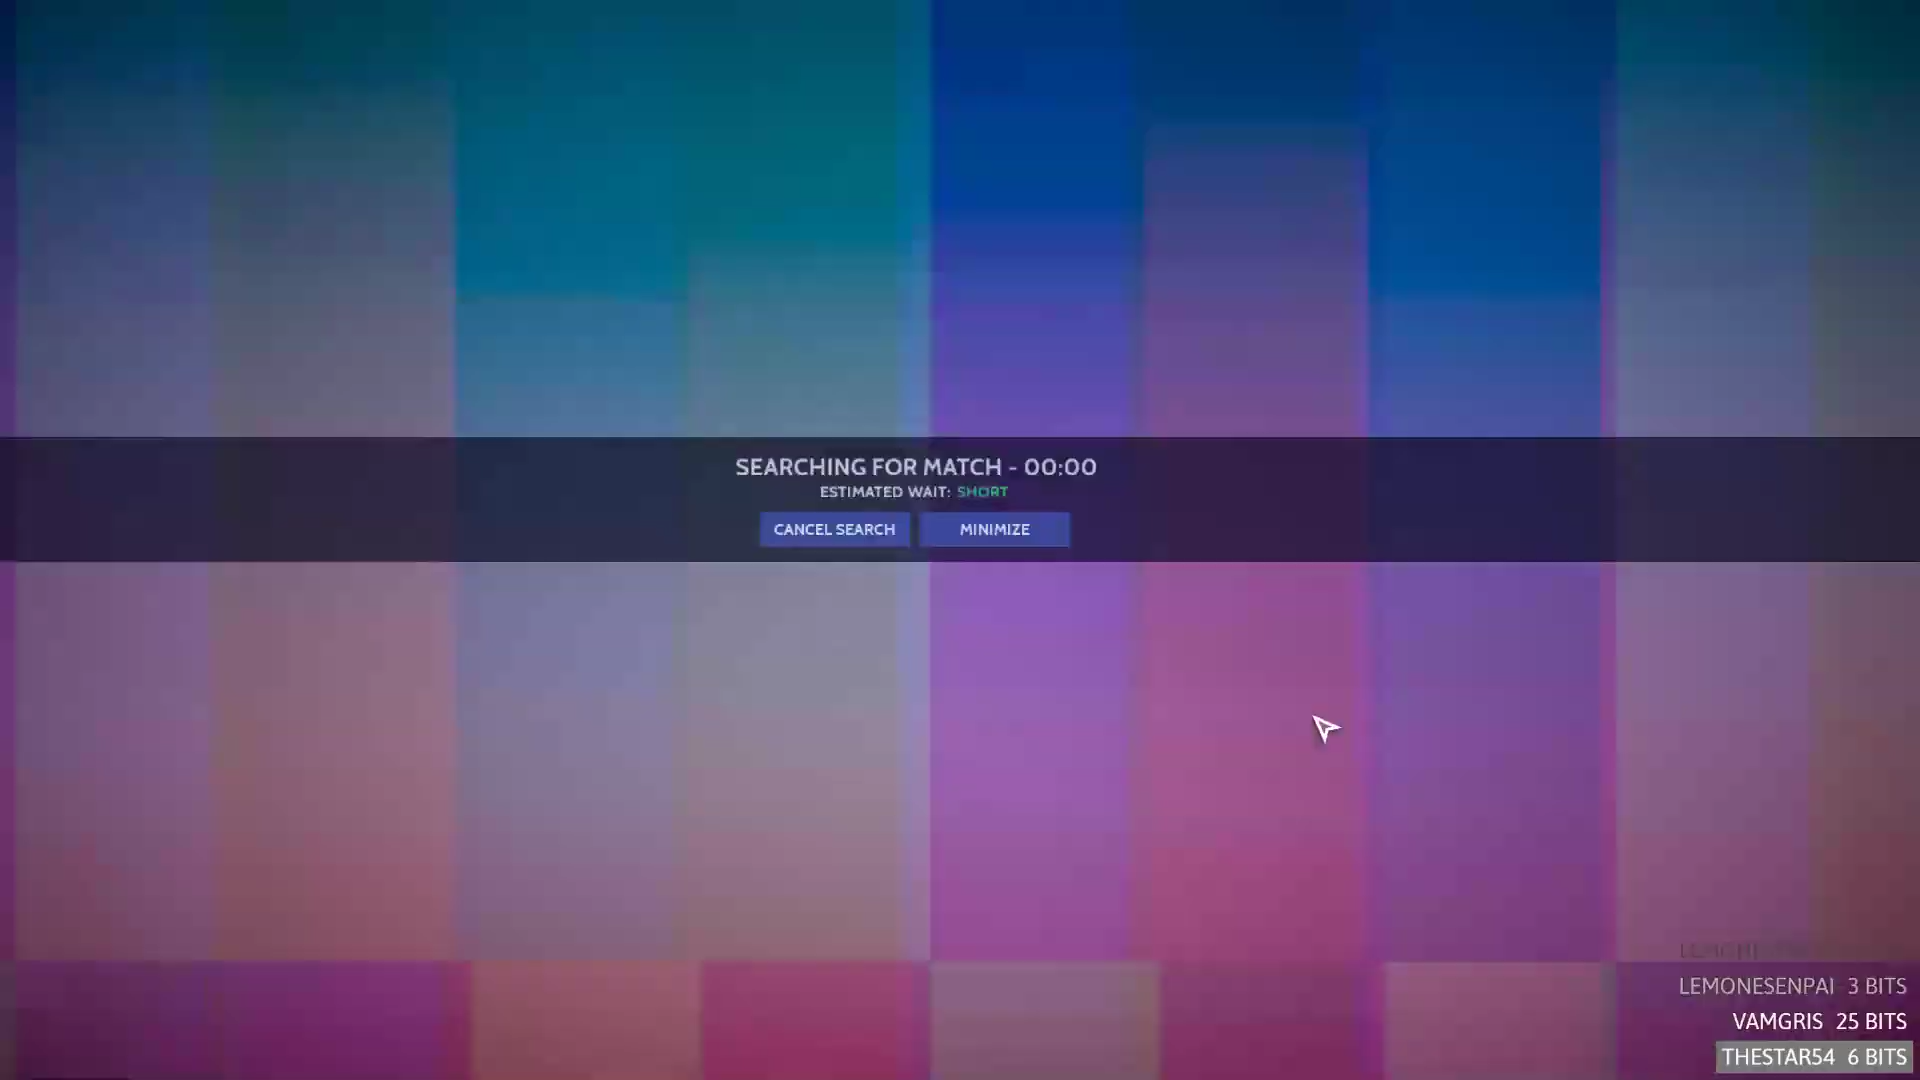 SEARCHING FOR MATCH - 00:00
ESTIMATED WAIT: SHORT
CANCEL SEARCH MINIMIZE
LEMONESENPAI 3 BITS
VAMGRIS 25 BITS
THESTAR54 6 BITS